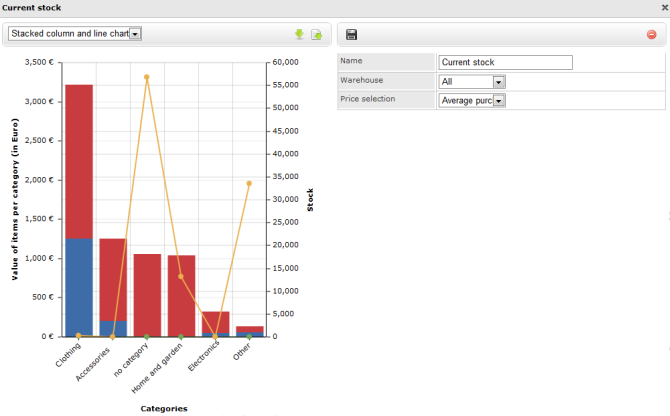 Current stock
Stacked column and line chart
Name
Current stock
Warehouse
All
Price selection
Average purc
Value of items per category (in Euro)
3,500 €
3,000 €
2,500 €
2,000 €
1,500 €
1,000 €
500 €
0 €
60,000
55,000
50,000
45,000
40,000
35,000
30,000
25,000
20,000
15,000
10,000
5,000
0
Stock
Clothing
Accessories
no category
Home and garden
Electronics
Other
Categories